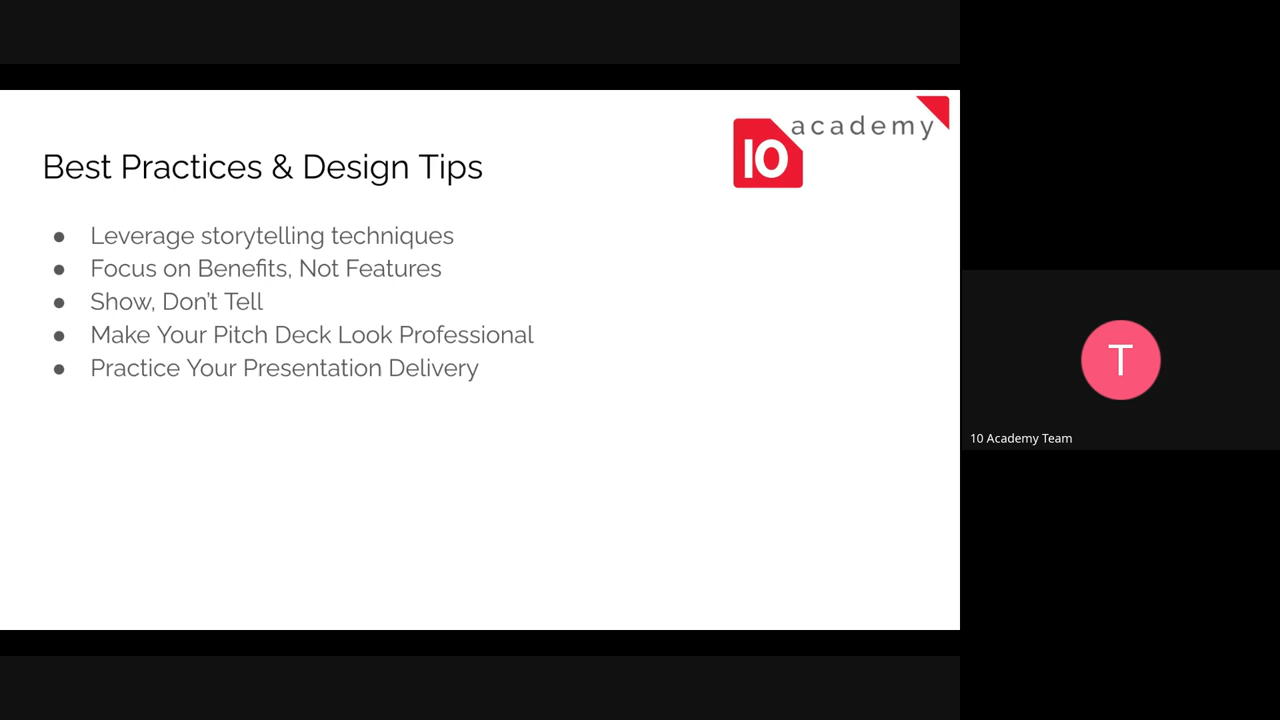 academy
10
Best Practices & Design Tips
● Leverage storytelling techniques
● Focus on Benefits, Not Features
● Show, Don't Tell
● Make Your Pitch Deck Look Professional
● Practice Your Presentation Delivery
T
10 Academy Team